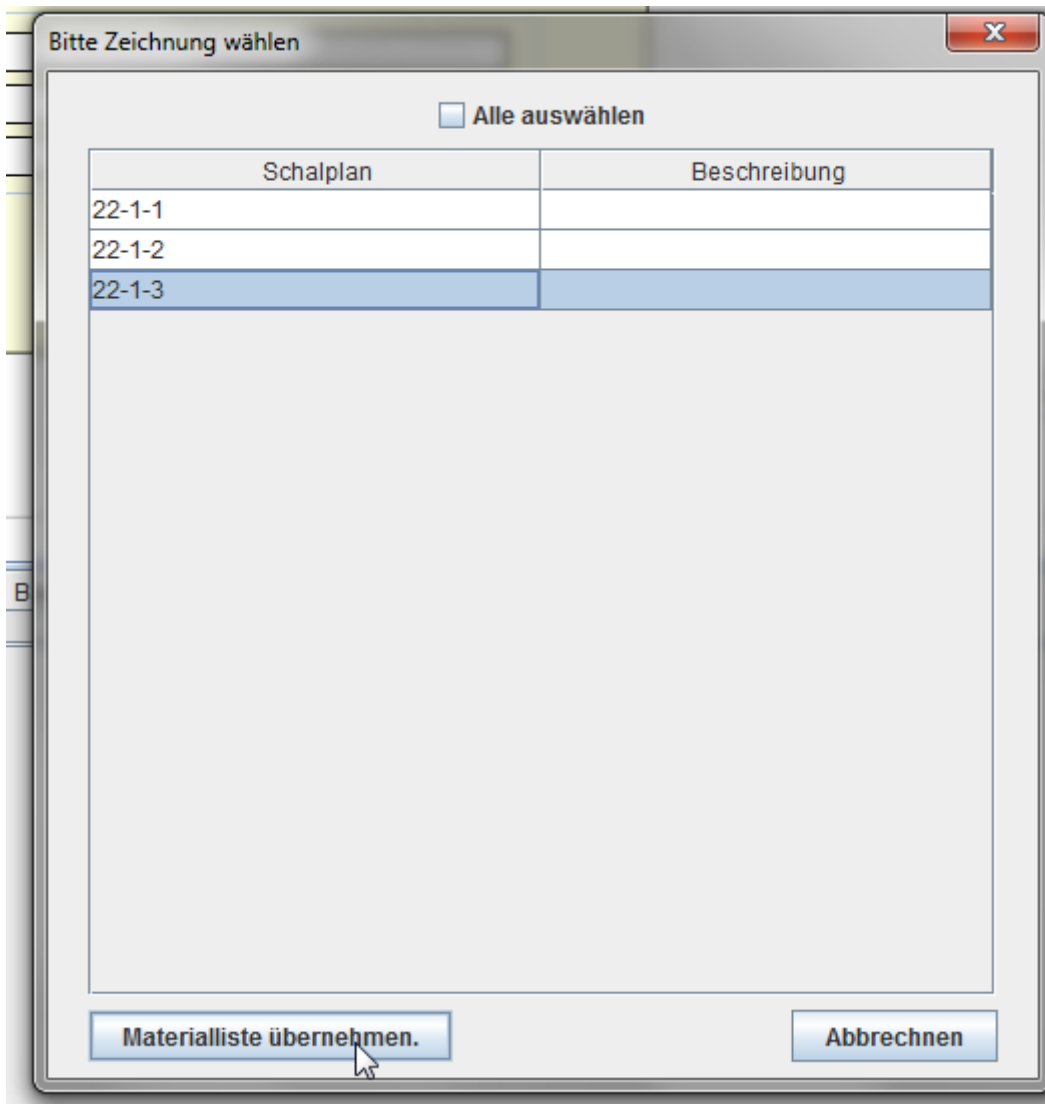 Bitte Zeichnung wählen
Alle auswählen
Schalplan Beschreibung
22-1-1
22-1-2
22-1-3
B
Materialliste übernehmen. Abbrechnen